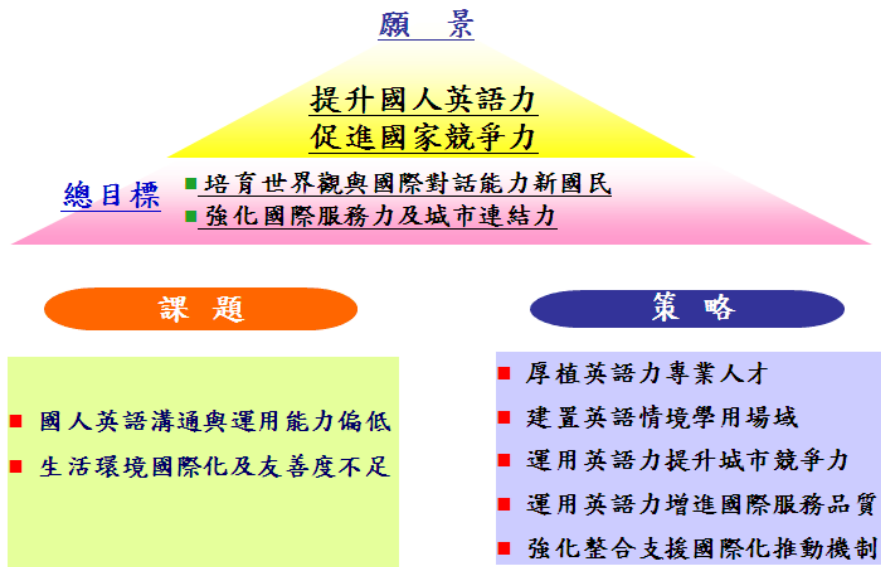 願 景
提升國人英語力
促進國家競爭力
總目標
培育世界觀與國際對話能力新國民
強化國際服務力及城市連結力
課 題
國人英語溝通與運用能力偏低
生活環境國際化及友善度不足
策 略
厚植英語力專業人才
建置英語情境學用場域
運用英語力提升城市競爭力
運用英語力增進國際服務品質
強化整合支援國際化推動機制